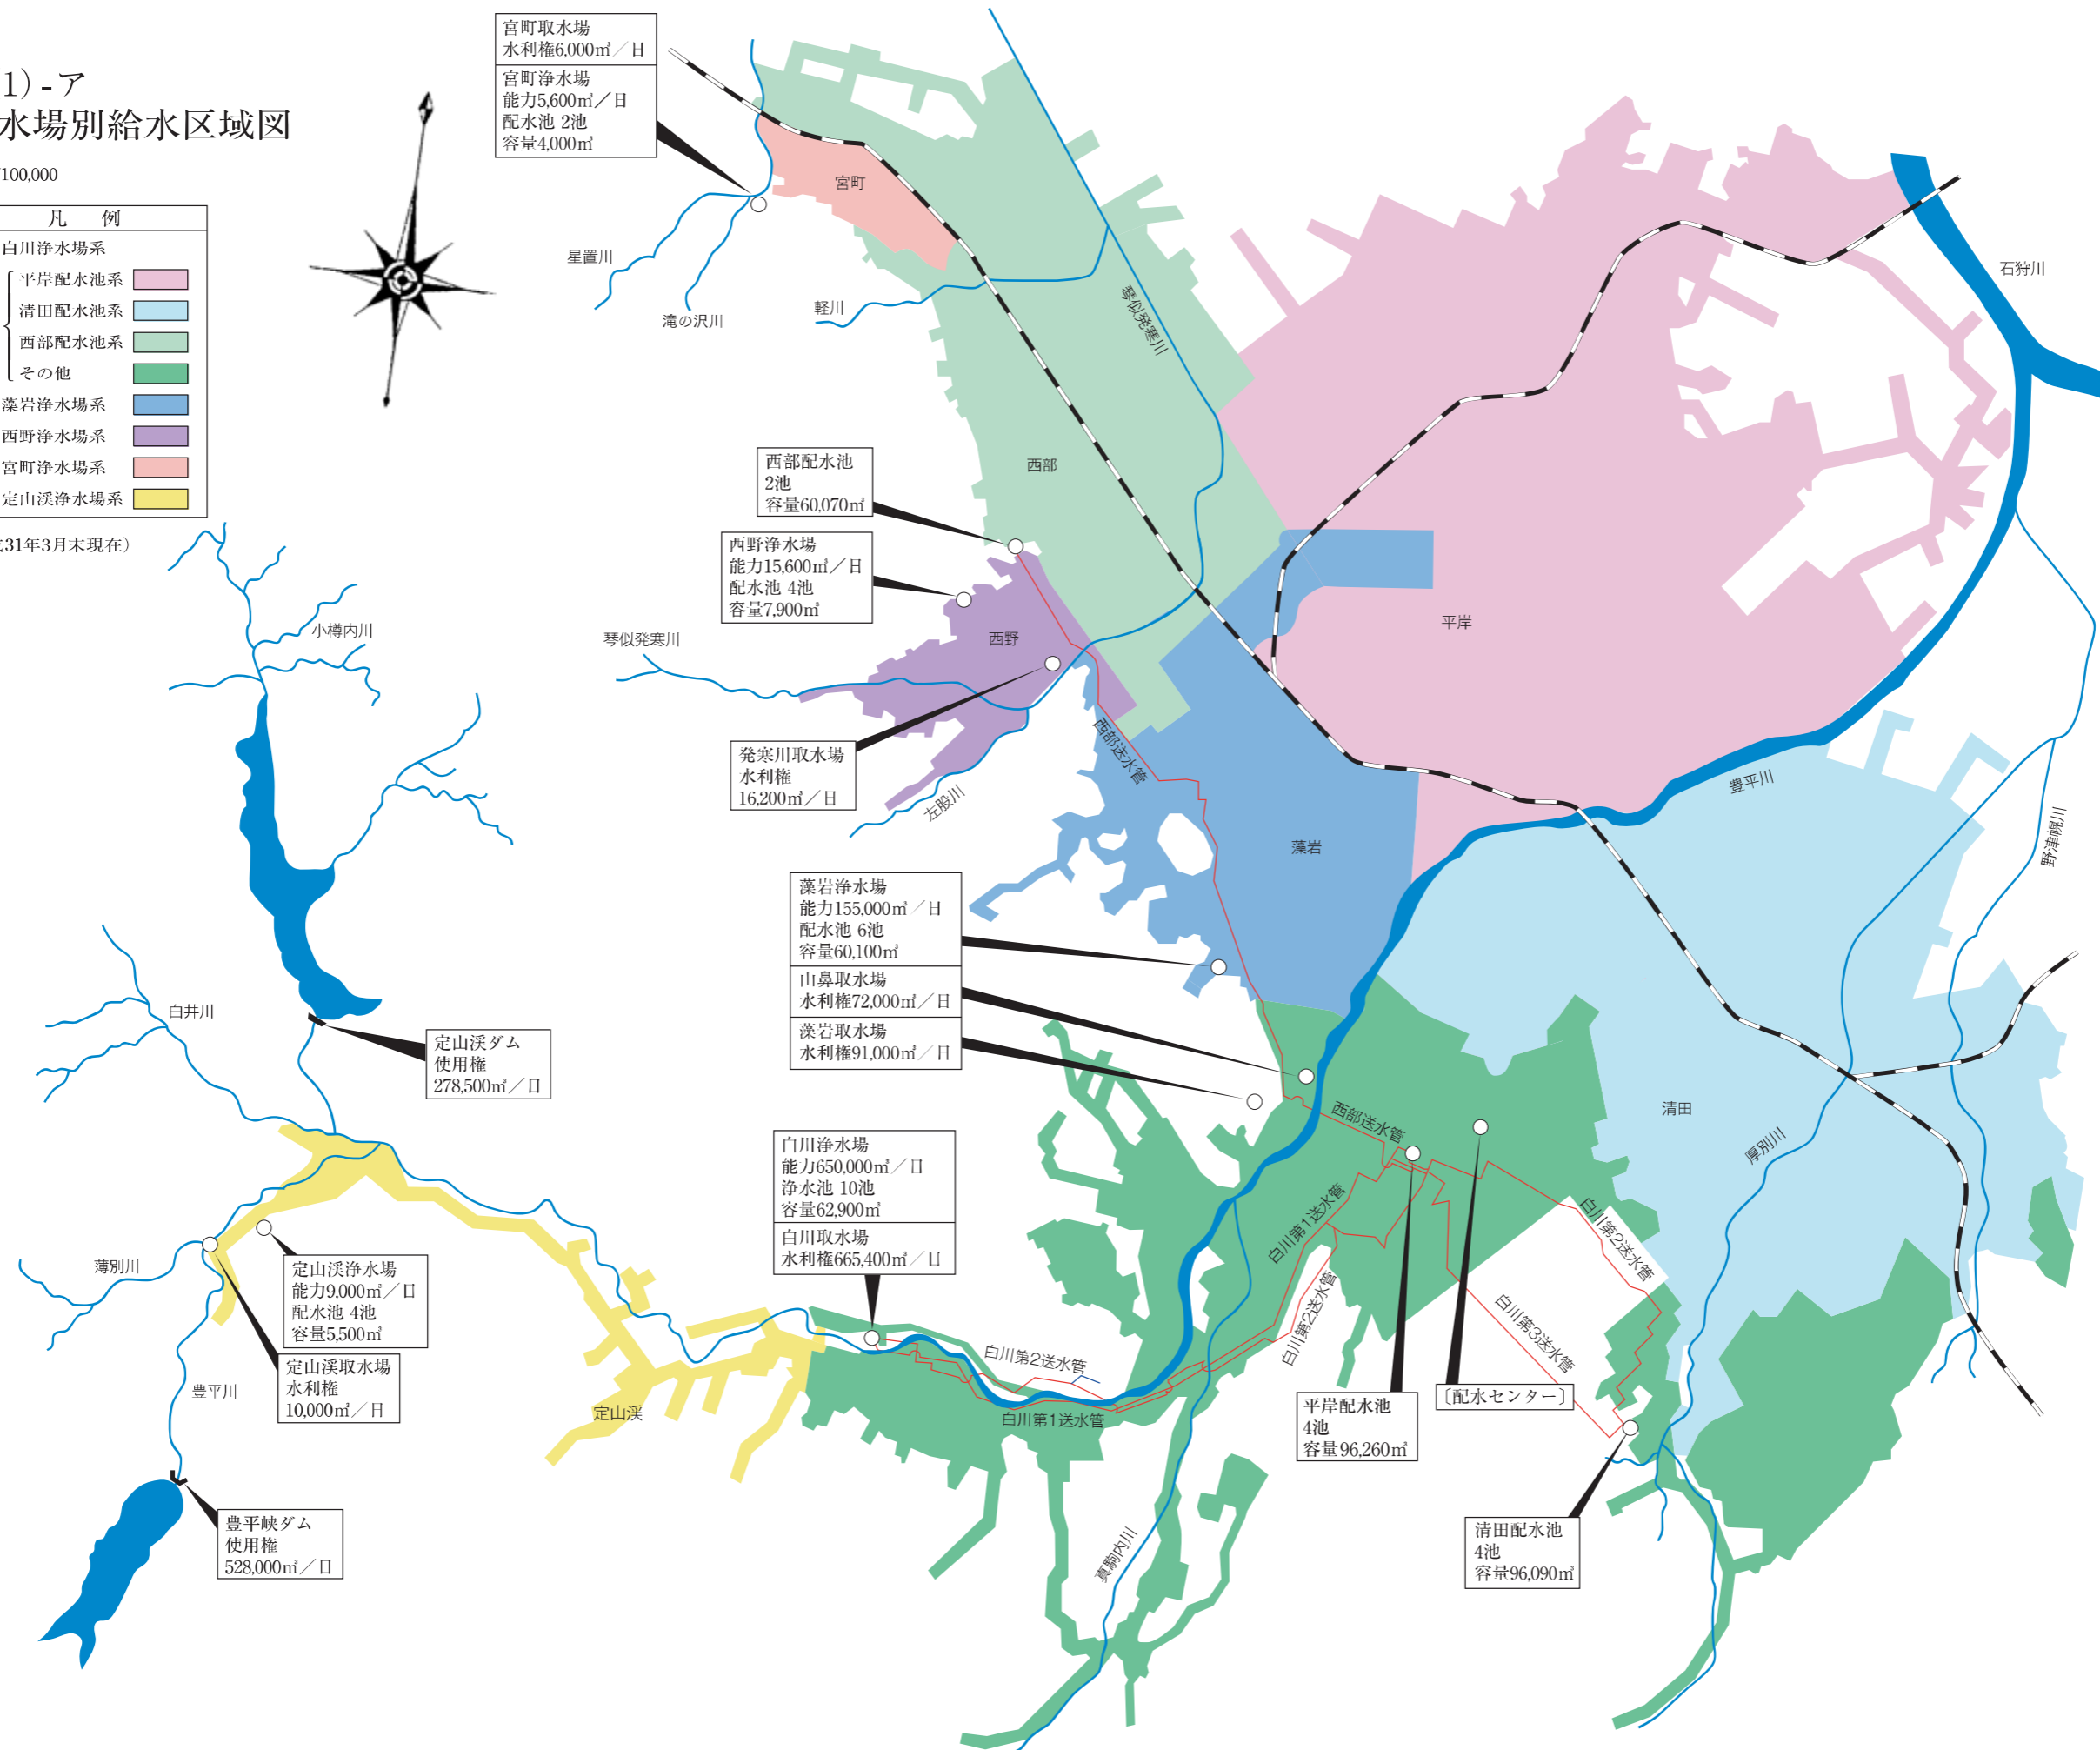 1）-ア
水場別給水区域図
100,000
凡　例
白川浄水場系
平岸配水池系
清田配水池系
西部配水池系
その他
藻岩浄水場系
西野浄水場系
宮町浄水場系
定山渓浄水場系
31年3月末現在）
宮町取水場
水利権6,000㎥／日
宮町浄水場
能力5,600㎥／日
配水池 2池
容量4,000㎥
宮町
星置川
滝の沢川
軽川
琴似発寒川
石狩川
西部
西部配水池
2池
容量60,070㎥
西野浄水場
能力15,600㎥／日
配水池 4池
容量7,900㎥
小樽内川
琴似発寒川
西野
平岸
発寒川取水場
水利権
16,200㎥／日
左股川
西部送水管
豊平川
野津幌川
藻岩
藻岩浄水場
能力155,000㎥／日
配水池 6池
容量60,100㎥
山鼻取水場
水利権72,000㎥／日
藻岩取水場
水利権91,000㎥／日
白井川
定山渓ダム
使用権
278,500㎥／日
西部送水管
清田
厚別川
白川浄水場
能力650,000㎥／日
浄水池 10池
容量62,900㎥
白川取水場
水利権665,400㎥／日
白川第1送水管
白川第2送水管
薄別川
定山渓浄水場
能力9,000㎥／日
配水池 4池
容量5,500㎥
白川第2送水管
白川第3送水管
定山渓取水場
水利権
10,000㎥／日
豊平川
白川第2送水管
定山渓
白川第1送水管
平岸配水池
4池
容量96,260㎥
〔配水センター〕
豊平峡ダム
使用権
528,000㎥／日
真駒内川
清田配水池
4池
容量96,090㎥